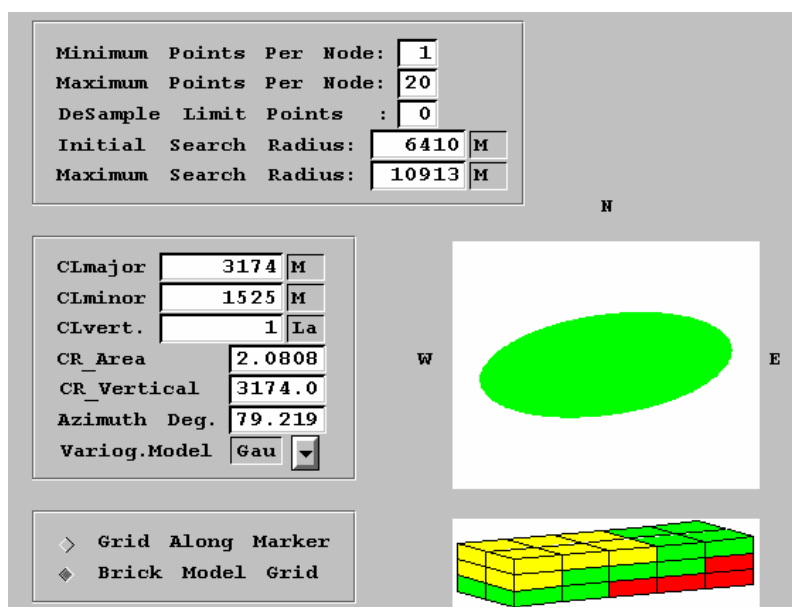 Minimum Points Per Node: 1
Maximum Points Per Node: 20
DeSample Limit Points : 0
Initial Search Radius: 6410 M
Maximum Search Radius: 10913 M
N
CLmajor 3174 M
CLminor 1525 M
CLvert. 1 La
CR_Area 2.0808
W
E
CR_Vertical 3174.0
Azimuth Deg. 79.219
Variog.Model Gau
Grid Along Marker
Brick Model Grid